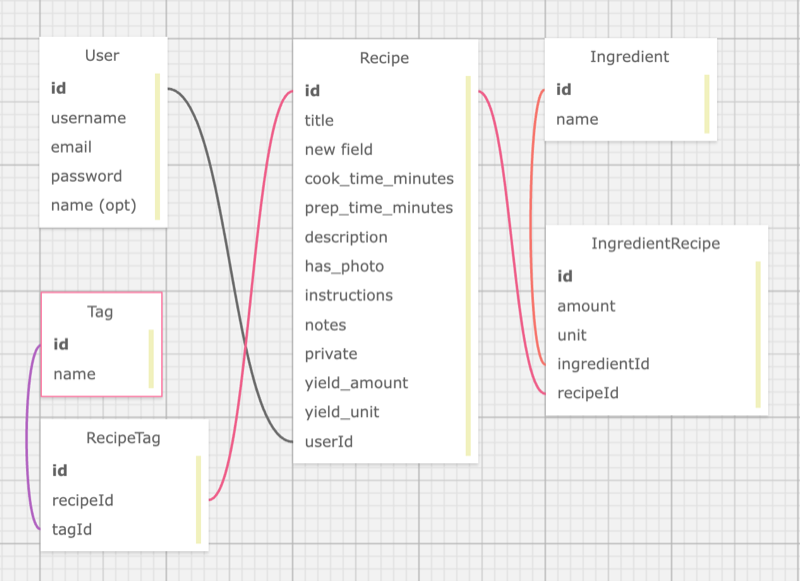 User
id
username
email
password
name (opt)
Tag
id
name
RecipeTag
id
recipeId
tagId
Recipe
id
title
new field
cook_time_minutes
prep_time_minutes
description
has_photo
instructions
notes
private
yield_amount
yield_unit
userId
Ingredient
id
name
IngredientRecipe
id
amount
unit
ingredientId
recipeId